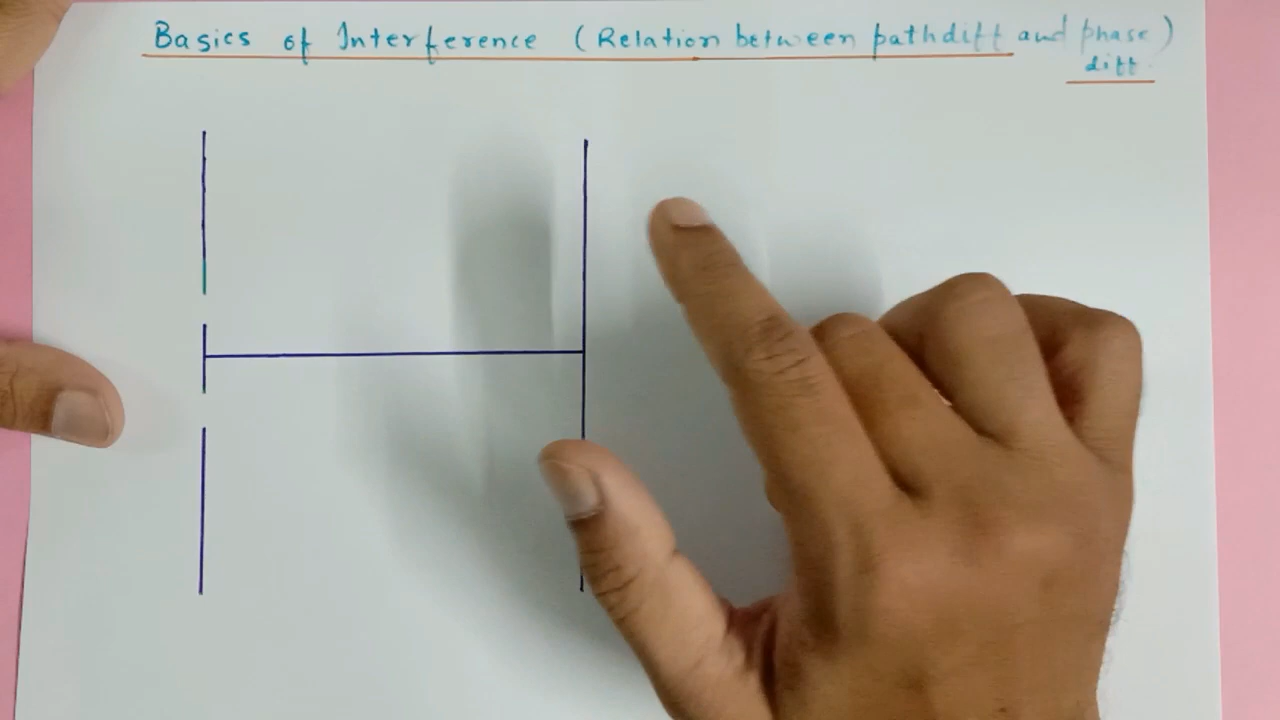 Basics of Interference (Relation between pathdiff and phase)
diff.